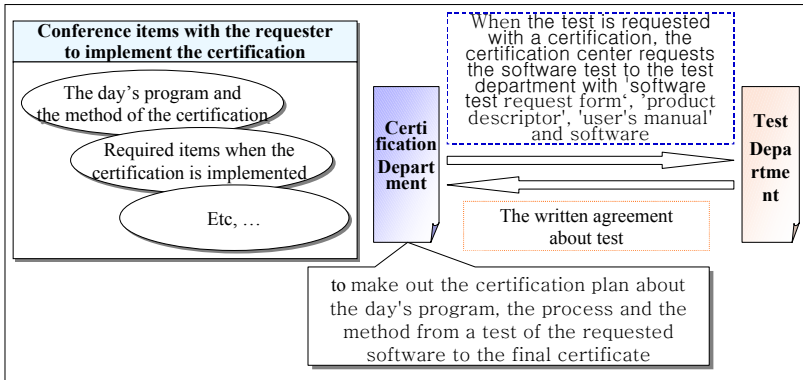 Conference items with the requester
to implement the certification
The day's program and
the method of the certification
Required items when the
certification is implemented
Etc, …
When the test is requested
with a certification, the
certification center requests
the software test to the test
department with 'software
test request form‘, 'product
descriptor', 'user's manual'
and software
Certi
fication
Depart
ment
Test
Depa
rtme
nt
The written agreement
about test
to make out the certification plan about
the day's program, the process and the
method from a test of the requested
software to the final certificate